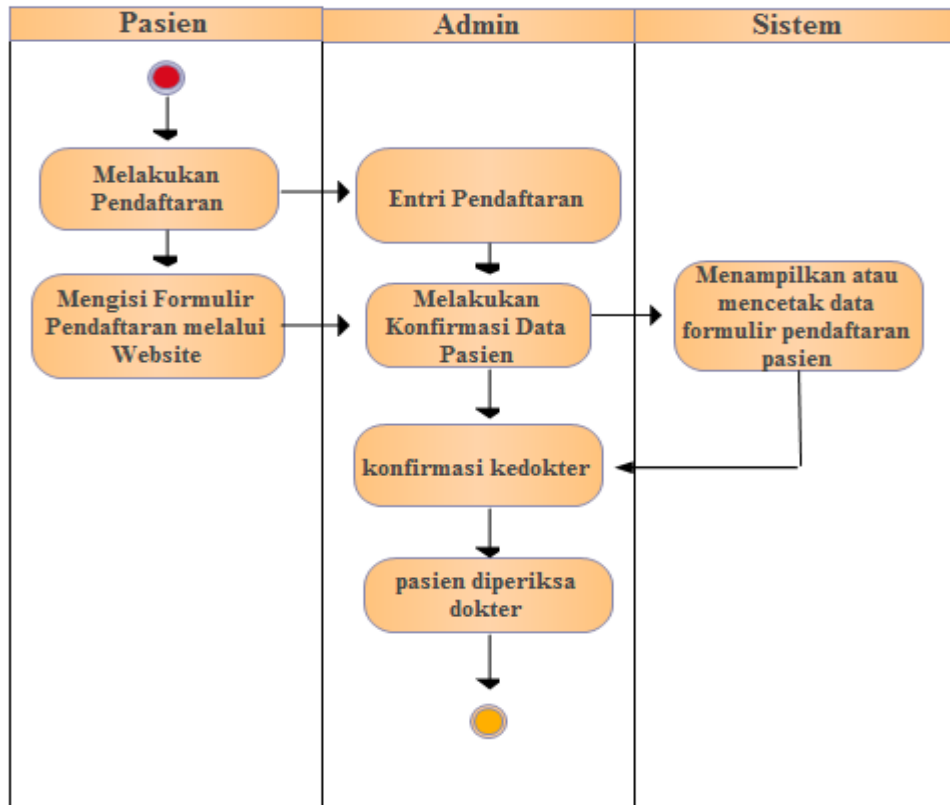 Pasien
Admin
Sistem
Melakukan
Pendaftaran
Entri Pendaftaran
Mengisi Formulir
Pendaftaran melalui
Website
Melakukan
Konfirmasi Data
Pasien
Menampilkan atau
mencetak data
formulir pendaftaran
pasien
konfirmasi kedokter
pasien diperiksa
dokter